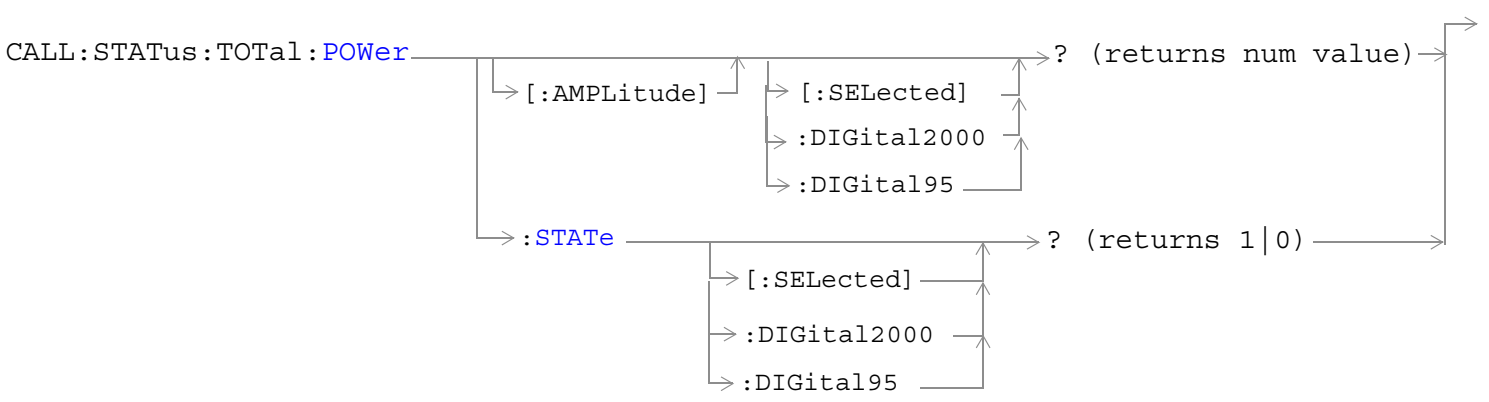 CALL:STATus:TOTal:POWer ? (returns num value)
[:AMPLitude] [:SELected]
:DIGital2000
:DIGital95
:STATe ? (returns 1|0)
[:SELected]
:DIGital2000
:DIGital95